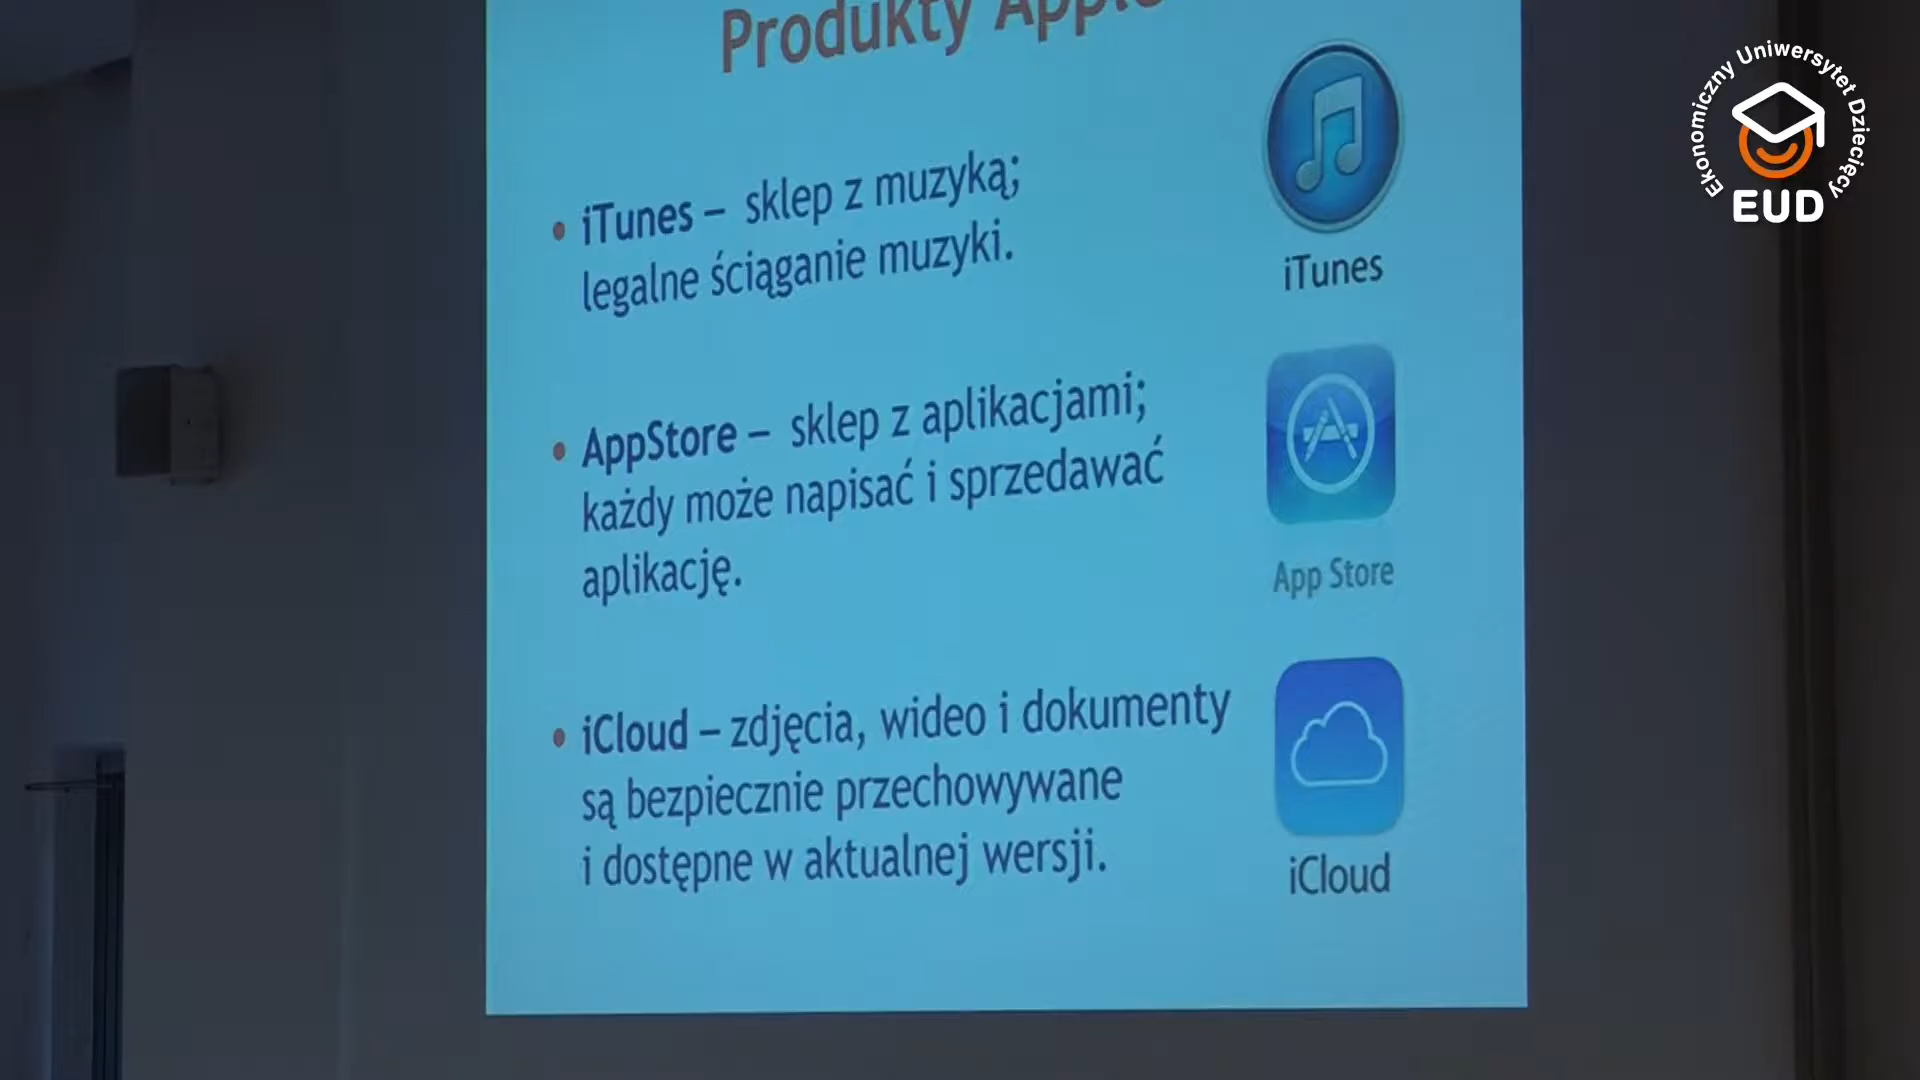 Produkty Apple
• iTunes – sklep z muzyką;
legalne ściąganie muzyki.
iTunes
• AppStore – sklep z aplikacjami;
każdy może napisać i sprzedawać
aplikację.
App Store
• iCloud – zdjęcia, wideo i dokumenty
są bezpiecznie przechowywane
i dostępne w aktualnej wersji.
iCloud
Ekonomiczny Uniwersytet Dziecięcy
EUD